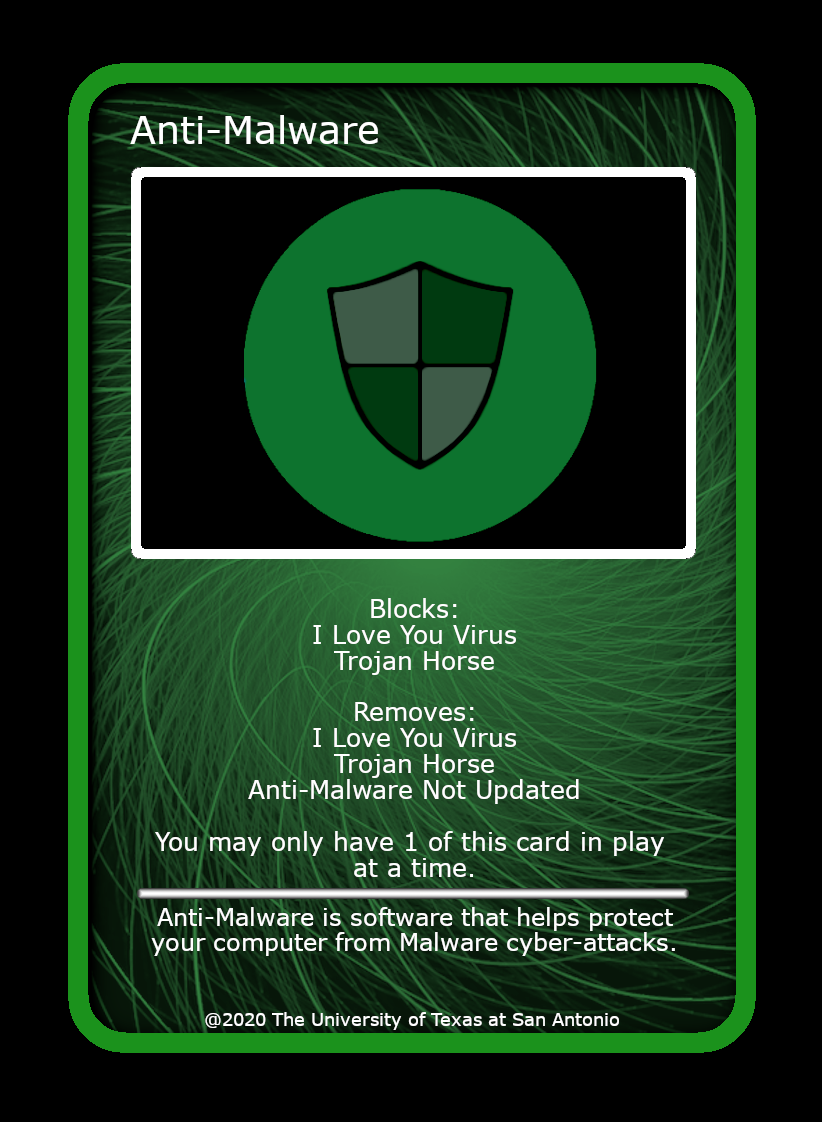 Anti-Malware
Blocks:
I Love You Virus
Trojan Horse
Removes:
I Love You Virus
Trojan Horse
Anti-Malware Not Updated
You may only have 1 of this card in play
at a time.
Anti-Malware is software that helps protect
your computer from Malware cyber-attacks.
@2020 The University of Texas at San Antonio